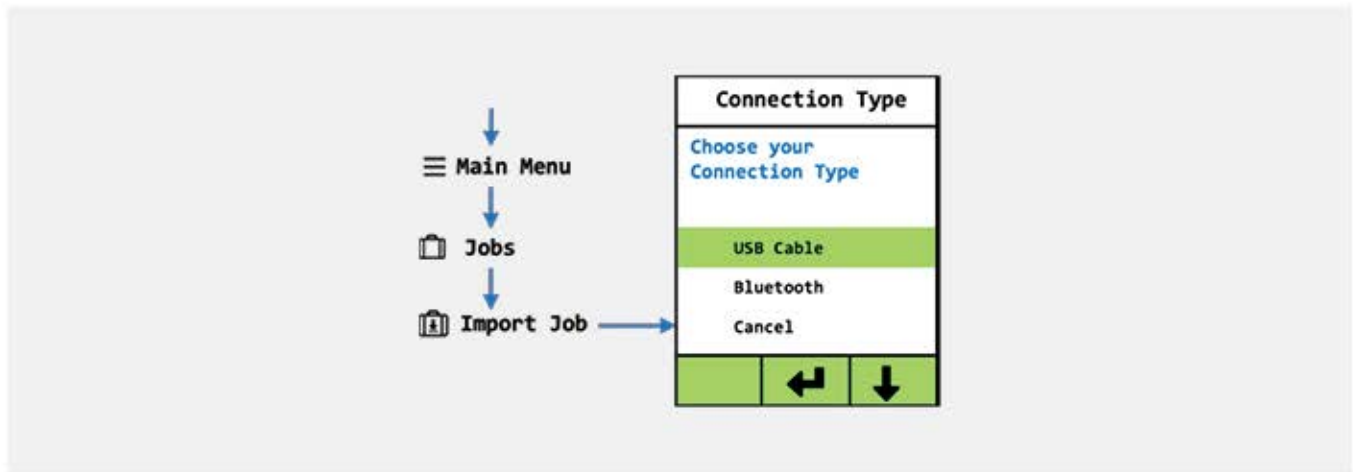 Main Menu
Jobs
Import Job
Connection Type
Choose your
Connection Type
USB Cable
Bluetooth
Cancel